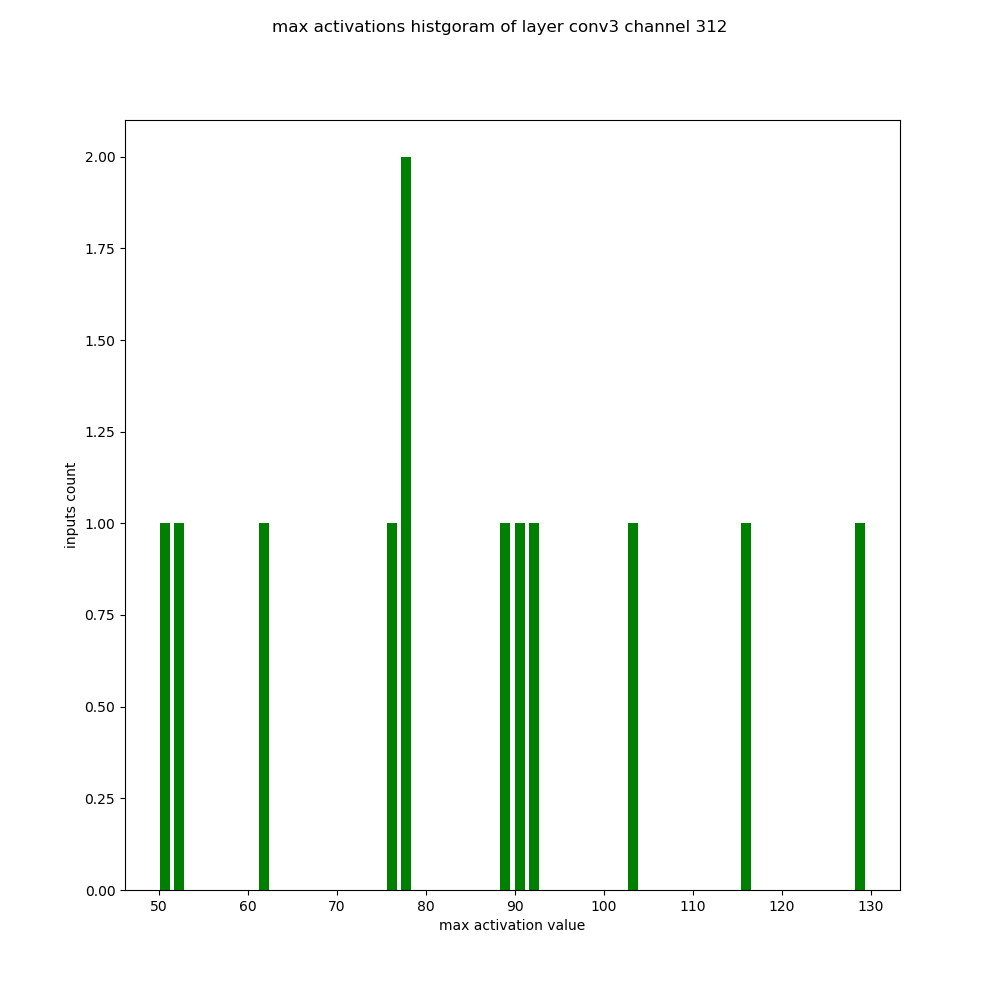 max activations histgoram of layer conv3 channel 312
2.00
1.75
1.50
1.25
1.00
0.75
0.50
0.25
0.00
inputs count
50 60 70 80 90 100 110 120 130
max activation value